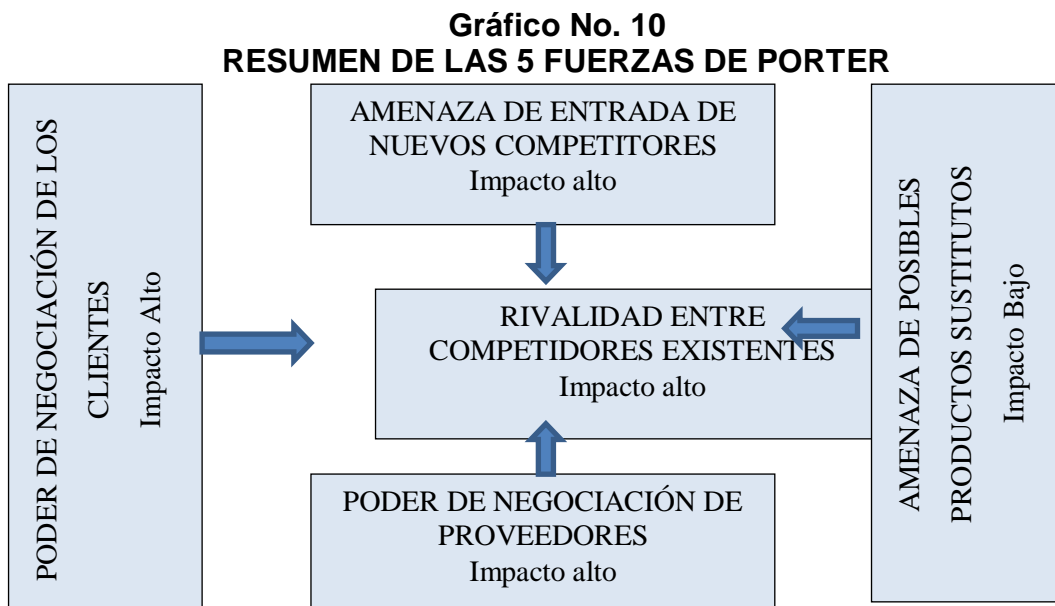 Gráfico No. 10
RESUMEN DE LAS 5 FUERZAS DE PORTER
PODER DE NEGOCIACIÓN DE LOS
CLIENTES
Impacto Alto
AMENAZA DE ENTRADA DE
NUEVOS COMPETITORES
Impacto alto
RIVALIDAD ENTRE
COMPETIDORES EXISTENTES
Impacto alto
PODER DE NEGOCIACIÓN DE
PROVEEDORES
Impacto alto
AMENAZA DE POSIBLES
PRODUCTOS SUSTITUTOS
Impacto Bajo